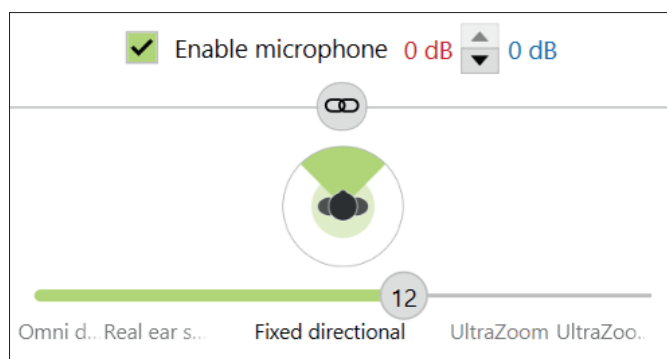 Enable microphone 0 dB 0 dB
12
Omni d... Real ear s... Fixed directional UltraZoom UltraZoo...